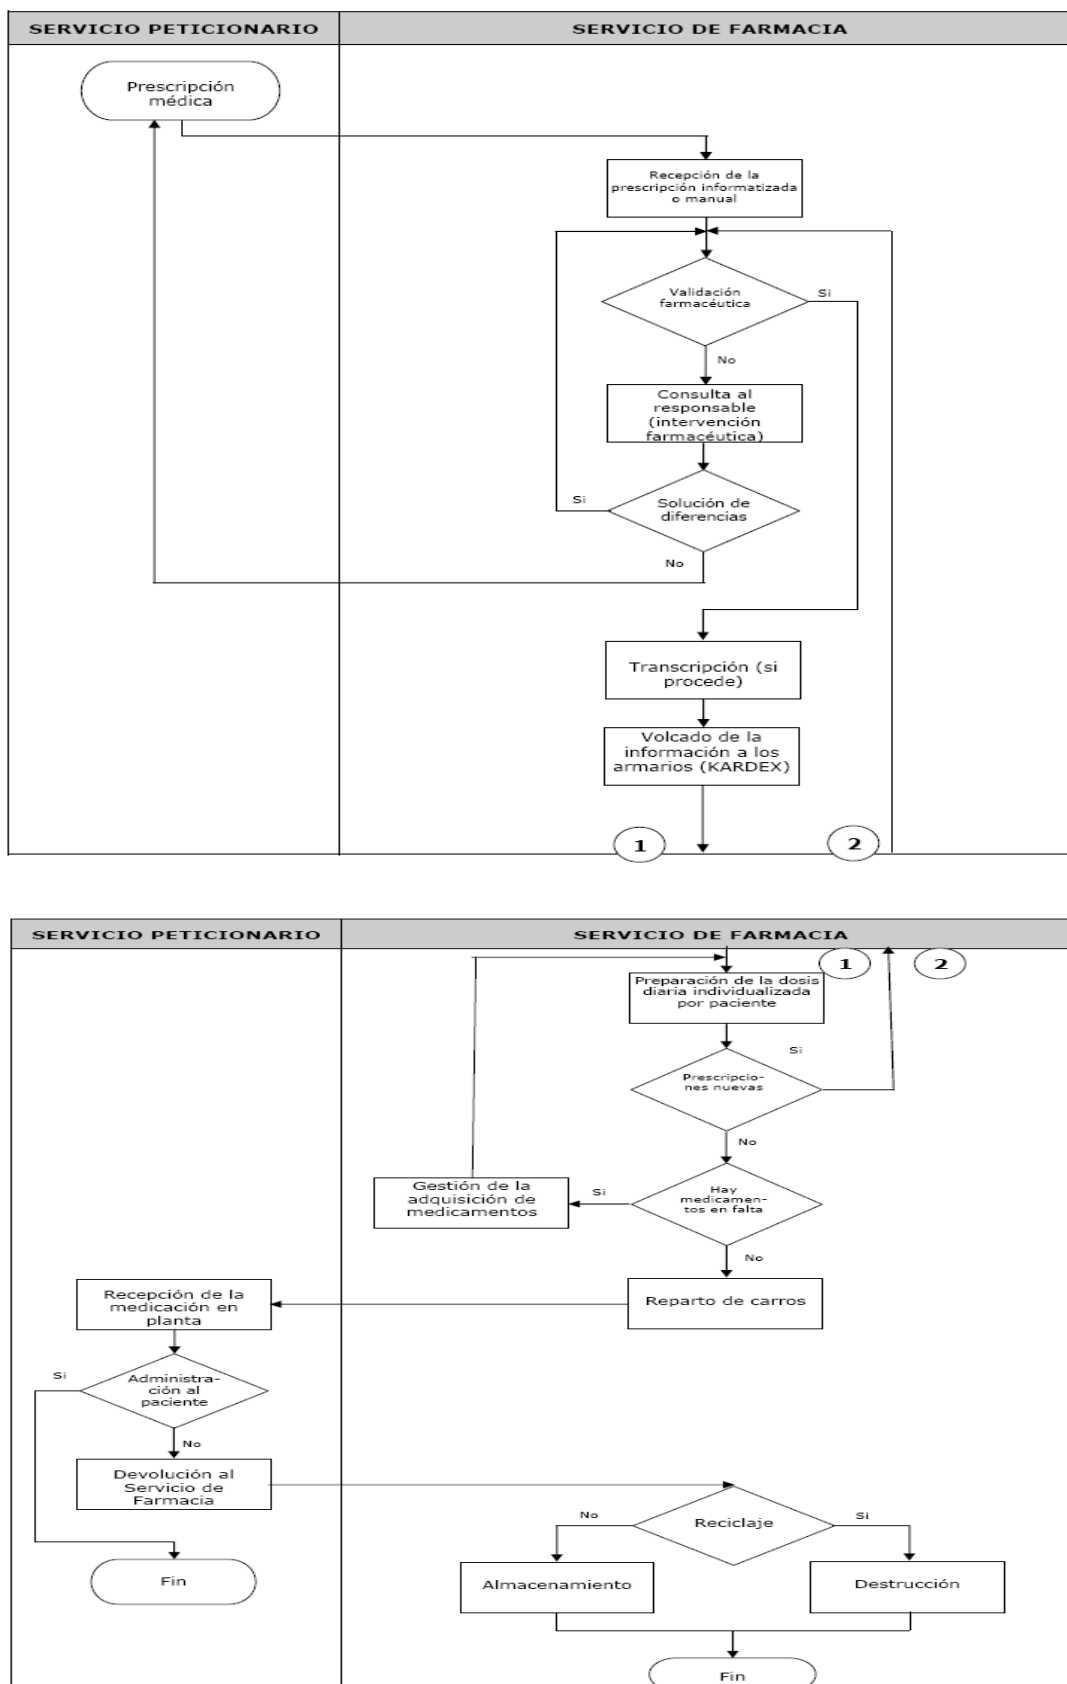 SERVICIO PETICIONARIO
SERVICIO DE FARMACIA
Prescripción
médica
Recepción de la
prescripción informatizada
o manual
Validación
farmacéutica
Si
No
Consulta al
responsable
(intervención
farmacéutica)
Si
Solución de
diferencias
No
Transcripción (si
procede)
Volcado de la
información a los
armarios (KARDEX)
1
2
SERVICIO PETICIONARIO
SERVICIO DE FARMACIA
1
2
Preparación de la dosis
diaria individualizada
por paciente
Si
Prescripcio-
nes nuevas
No
Gestión de la
adquisición de
medicamentos
Si
Hay
medicamen-
tos en falta
No
Recepción de la
medicación en
planta
Reparto de carros
Si
Administra-
ción al
paciente
No
Devolución al
Servicio de
Farmacia
No
Reciclaje
Si
Fin
Almacenamiento
Destrucción
Fin